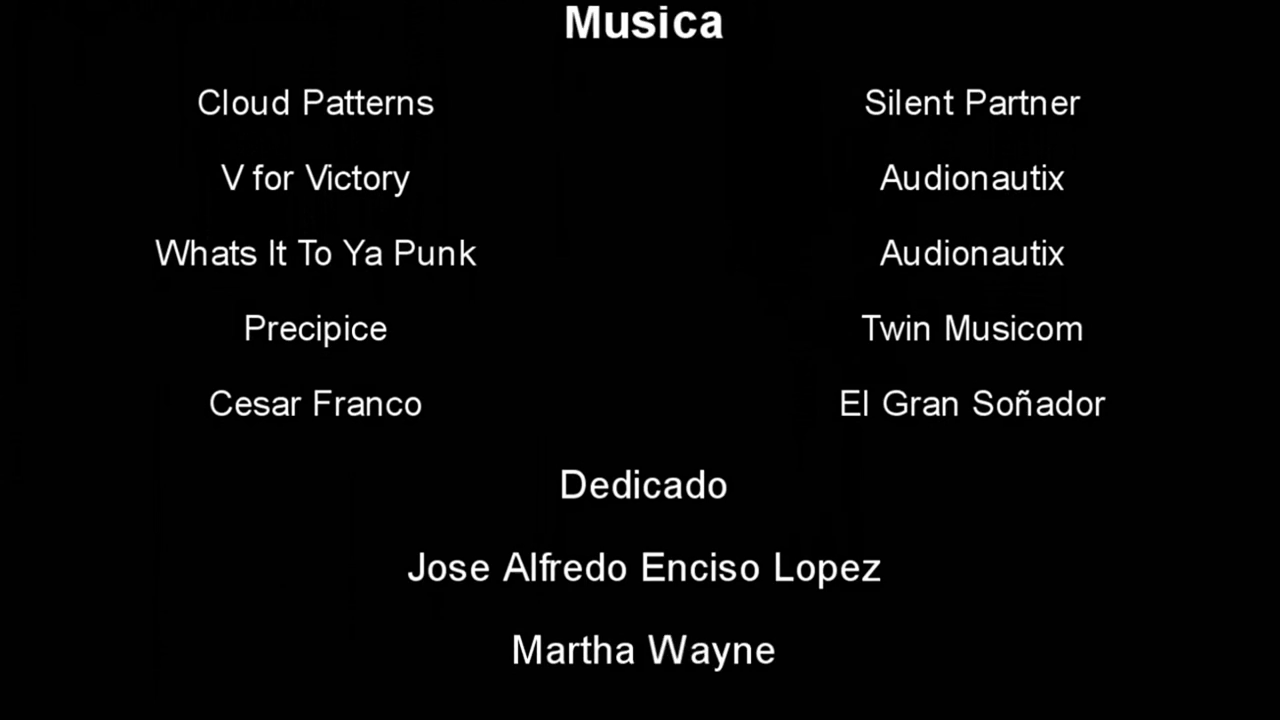 Musica
Cloud Patterns Silent Partner
V for Victory Audionautix
Whats It To Ya Punk Audionautix
Precipice Twin Musicom
Cesar Franco El Gran Soñador
Dedicado
Jose Alfredo Enciso Lopez
Martha Wayne